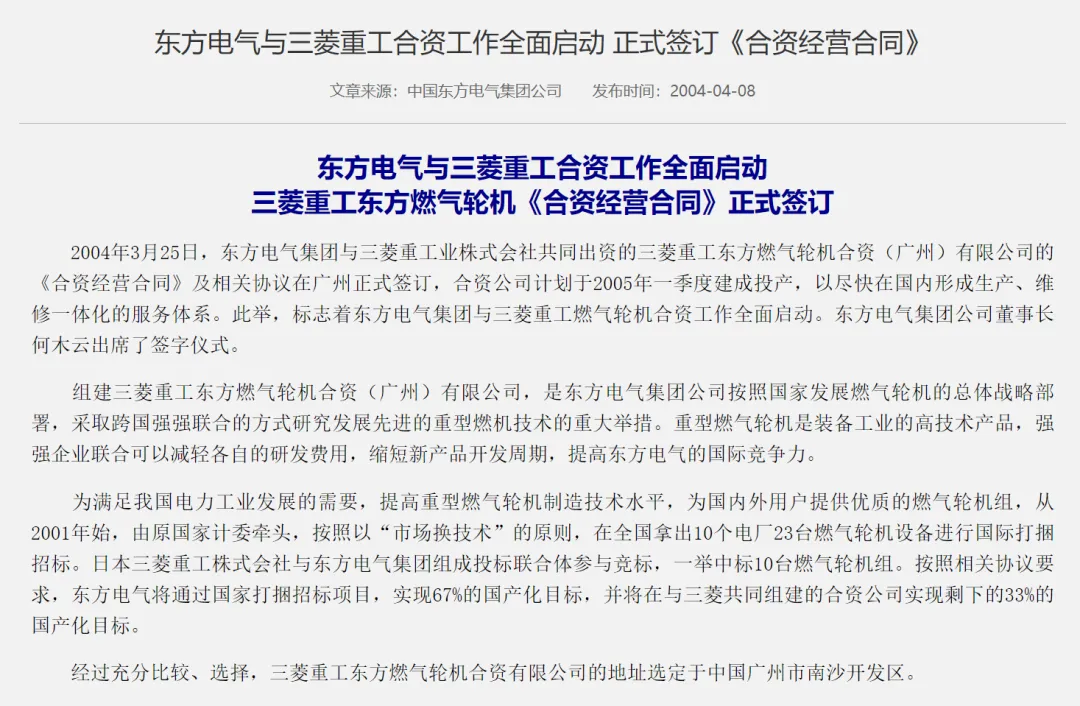 东方电气与三菱重工合资工作全面启动 正式签订《合资经营合同》
文章来源：中国东方电气集团公司 发布时间：2004-04-08
东方电气与三菱重工合资工作全面启动
三菱重工东方燃气轮机《合资经营合同》正式签订
2004年3月25日，东方电气集团与三菱重工业株式会社共同出资的三菱重工东方燃气轮机合资（广州）有限公司的
《合资经营合同》及相关协议在广州正式签订，合资公司计划于2005年一季度建成投产，以尽快在国内形成生产、维
修一体化的服务体系。此举，标志着东方电气集团与三菱重工燃气轮机合资工作全面启动。东方电气集团公司董事长
何木云出席了签字仪式。
组建三菱重工东方燃气轮机合资（广州）有限公司，是东方电气集团公司按照国家发展燃气轮机的总体战略部
署，采取跨国强强联合的方式研究发展先进的重型燃机技术的重大举措。重型燃气轮机是装备工业的高技术产品，强
强企业联合可以减轻各自的研发费用，缩短新产品开发周期，提高东方电气的国际竞争力。
为满足我国电力工业发展的需要，提高重型燃气轮机制造技术水平，为国内外用户提供优质的燃气轮机组，从
2001年始，由原国家计委牵头，按照以“市场换技术”的原则，在全国拿出10个电厂23台燃气轮机设备进行国际打捆
招标。日本三菱重工株式会社与东方电气集团组成投标联合体参与竞标，一举中标10台燃气轮机组。按照相关协议要
求，东方电气将通过国家打捆招标项目，实现67%的国产化目标，并将在与三菱共同组建的合资公司实现剩下的33%的
国产化目标。
经过充分比较、选择，三菱重工东方燃气轮机合资有限公司的地址选定于中国广州市南沙开发区。